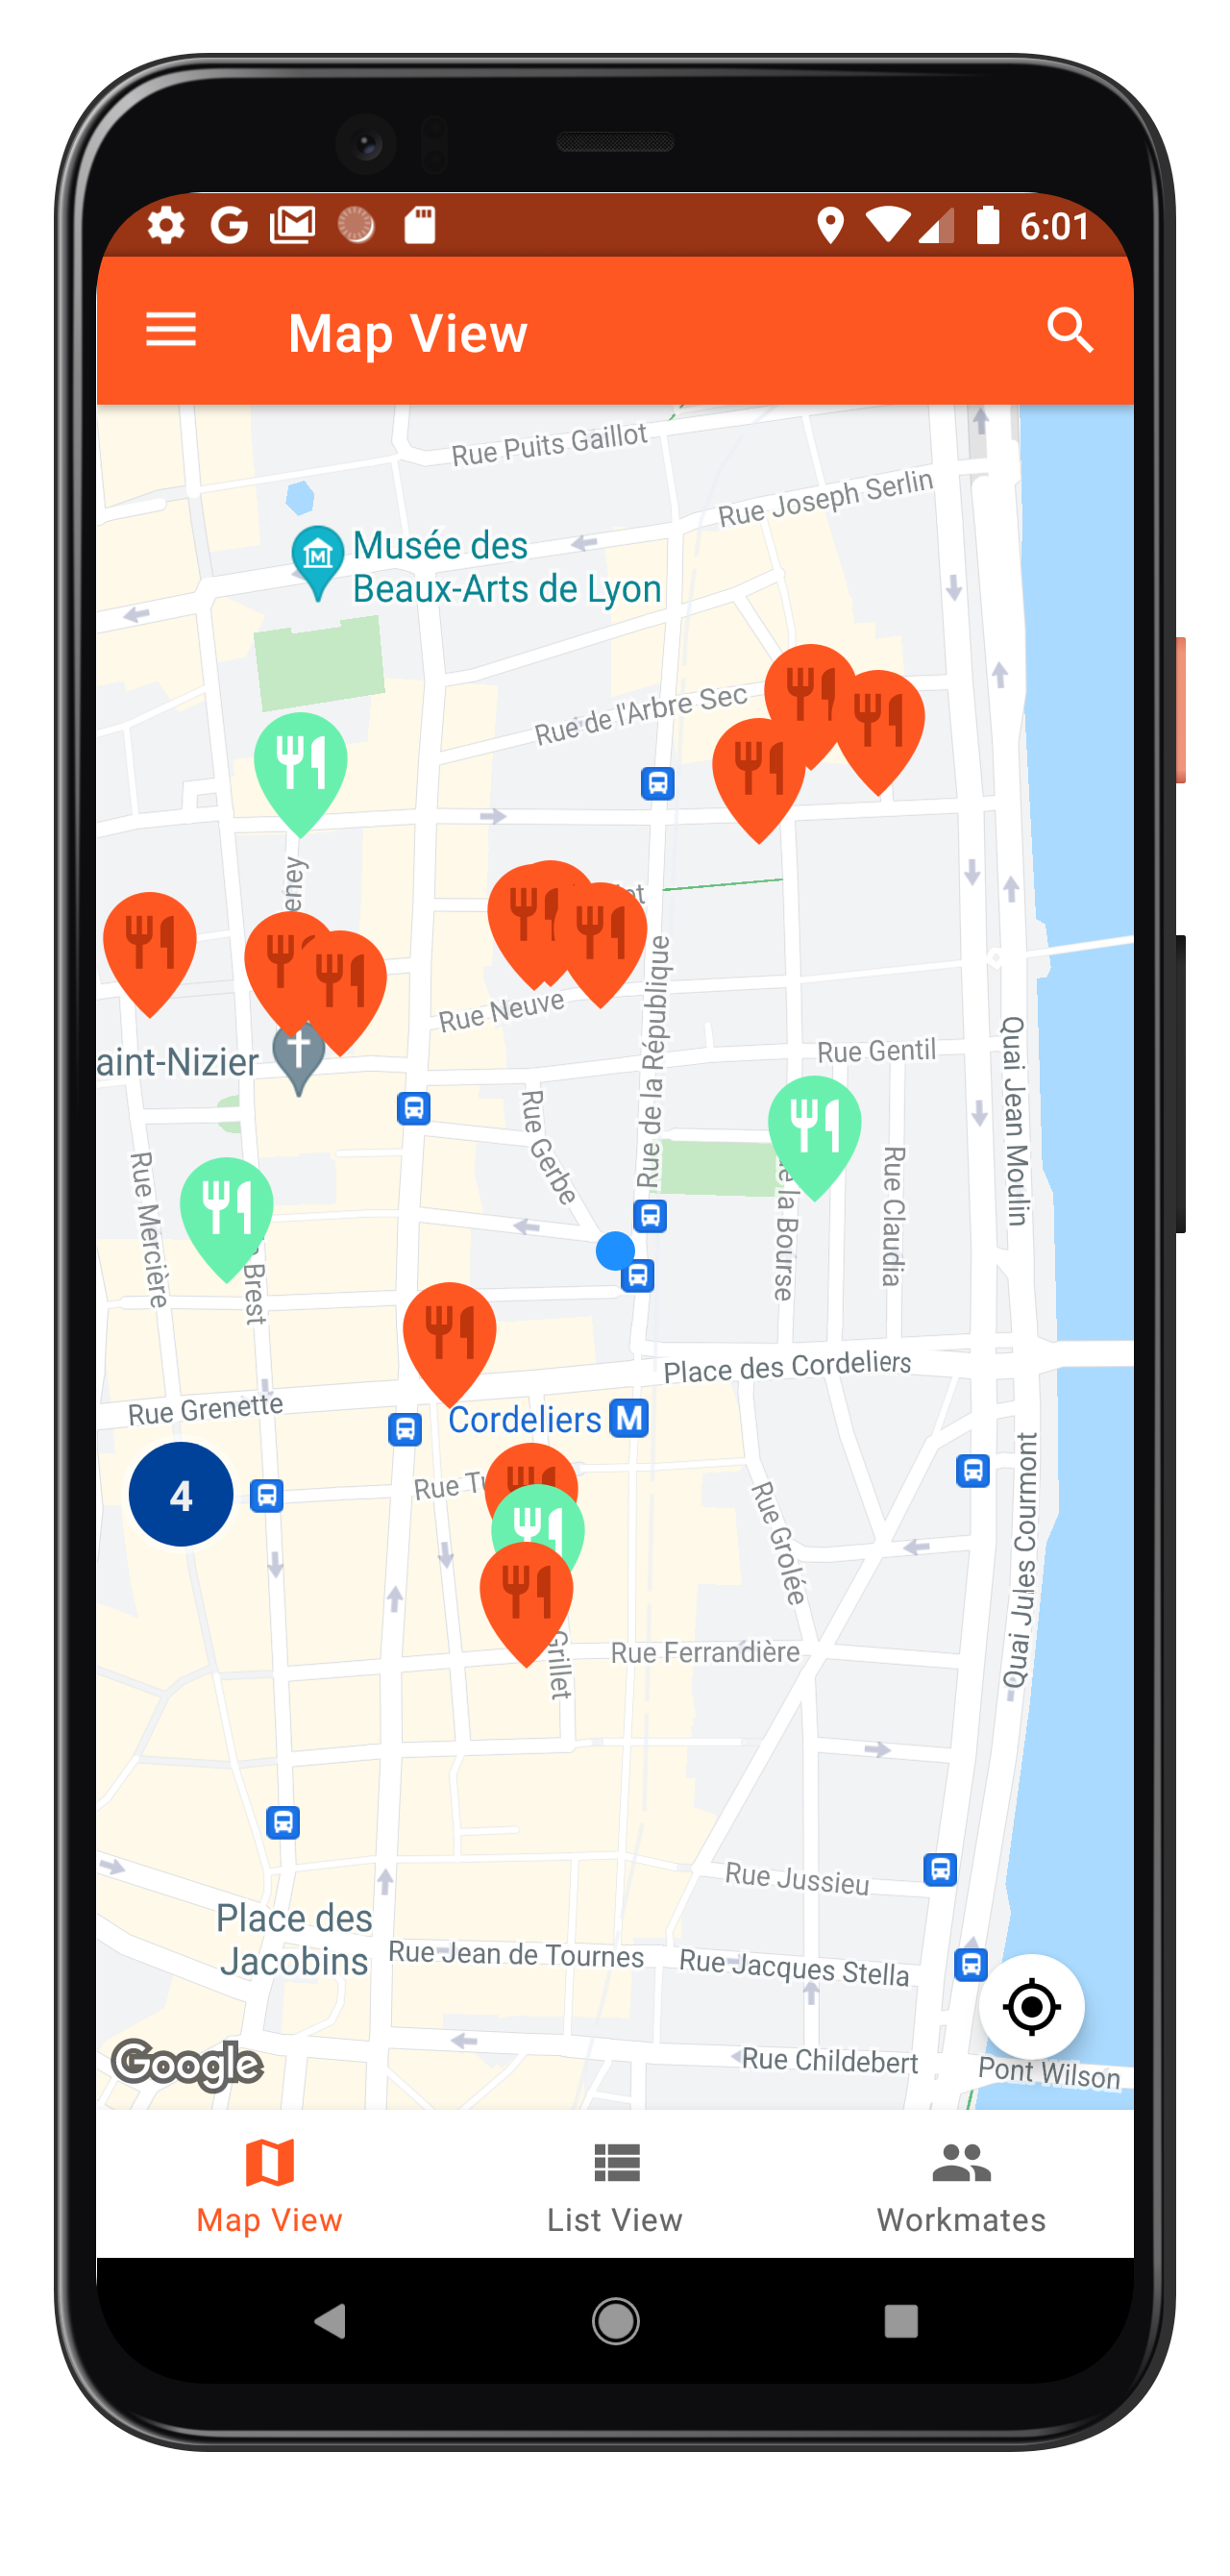 6:01
Map View
Rue Puits Gaillot
Rue Joseph Serlin
Musée des
Beaux-Arts de Lyon
Rue de l'Arbre Sec
Rue Neuve
Rue de la République
aint-Nizier
Rue Gentil
Quai Jean Moulin
Rue Gerbe
Rue Mercière
Brest
la Bourse
Rue Claudia
Place des Cordeliers
Rue Grenette
Cordeliers M
4
Rue Grolée
Quai Jules Courmont
Grillet
Rue Ferrandière
Rue Jussieu
Place des
Jacobins
Rue Jean de Tournes
Rue Jacques Stella
Google
Rue Childebert
Pont Wilson
Map View
List View
Workmates